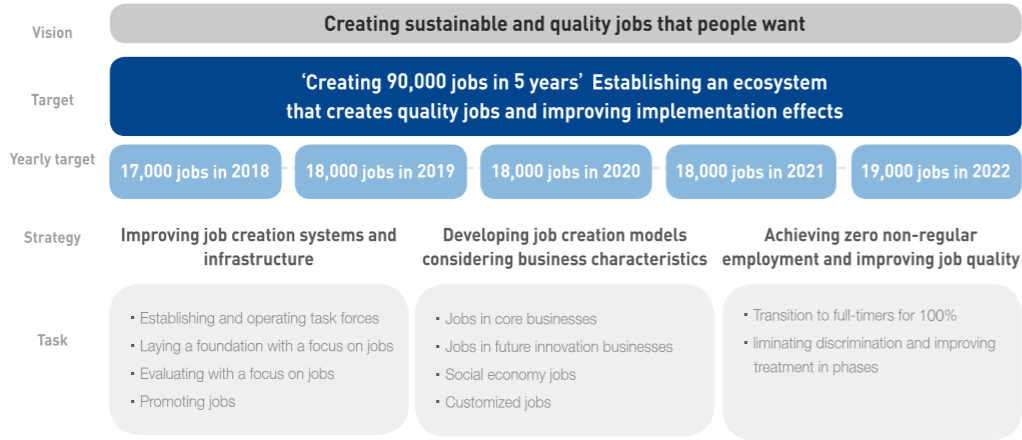 Vision
Creating sustainable and quality jobs that people want
Target
‘Creating 90,000 jobs in 5 years’ Establishing an ecosystem
that creates quality jobs and improving implementation effects
Yearly target
17,000 jobs in 2018
18,000 jobs in 2019
18,000 jobs in 2020
18,000 jobs in 2021
19,000 jobs in 2022
Strategy
Improving job creation systems and
infrastructure
Developing job creation models
considering business characteristics
Achieving zero non-regular
employment and improving job quality
Task
· Establishing and operating task forces
· Laying a foundation with a focus on jobs
· Evaluating with a focus on jobs
· Promoting jobs
· Jobs in core businesses
· Jobs in future innovation businesses
· Social economy jobs
· Customized jobs
· Transition to full-timers for 100%
· liminating discrimination and improving
treatment in phases